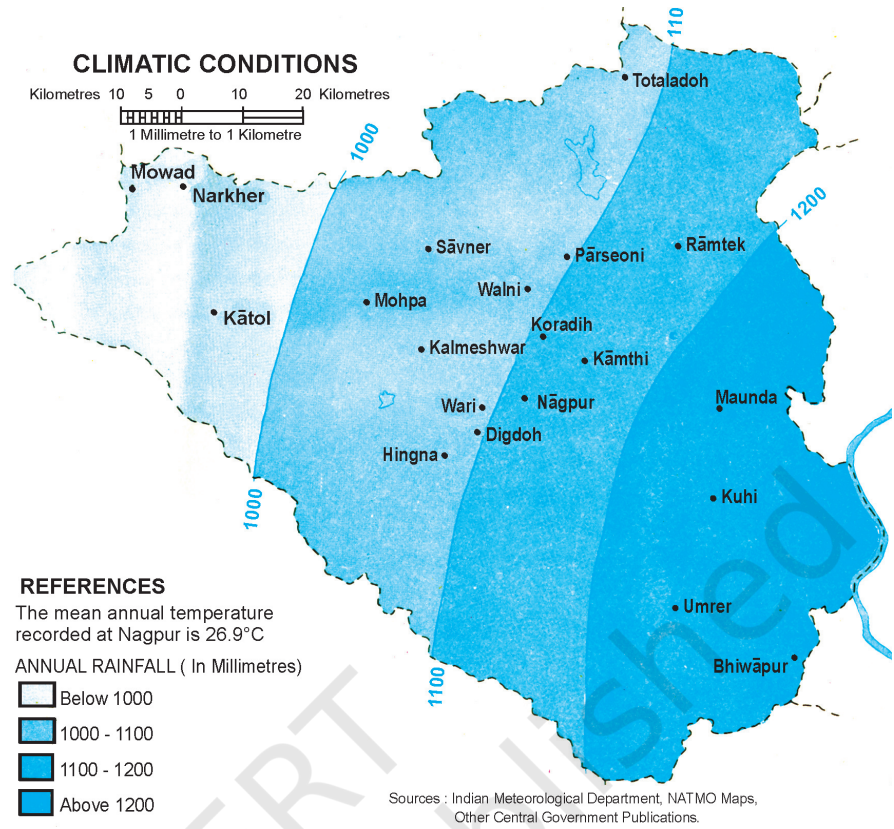 CLIMATIC CONDITIONS
Kilometres 10 5 0 10 20 Kilometres
1 Millimetre to 1 Kilometre
110
1000
1200
Totaladoh
Mowad
Narkher
Sāvner
Pārseoni
Rāmtek
Walni
Mohpa
Kātol
Koradih
Kalmeshwar
Kāmthi
Wari
Nāgpur
Maunda
Digdoh
Hingna
1000
Kuhi
Umrer
Bhiwāpur
1100
REFERENCES
The mean annual temperature
recorded at Nagpur is 26.9°C
ANNUAL RAINFALL ( In Millimetres)
Below 1000
1000 - 1100
1100 - 1200
Above 1200
Sources : Indian Meteorological Department, NATMO Maps,
Other Central Government Publications.